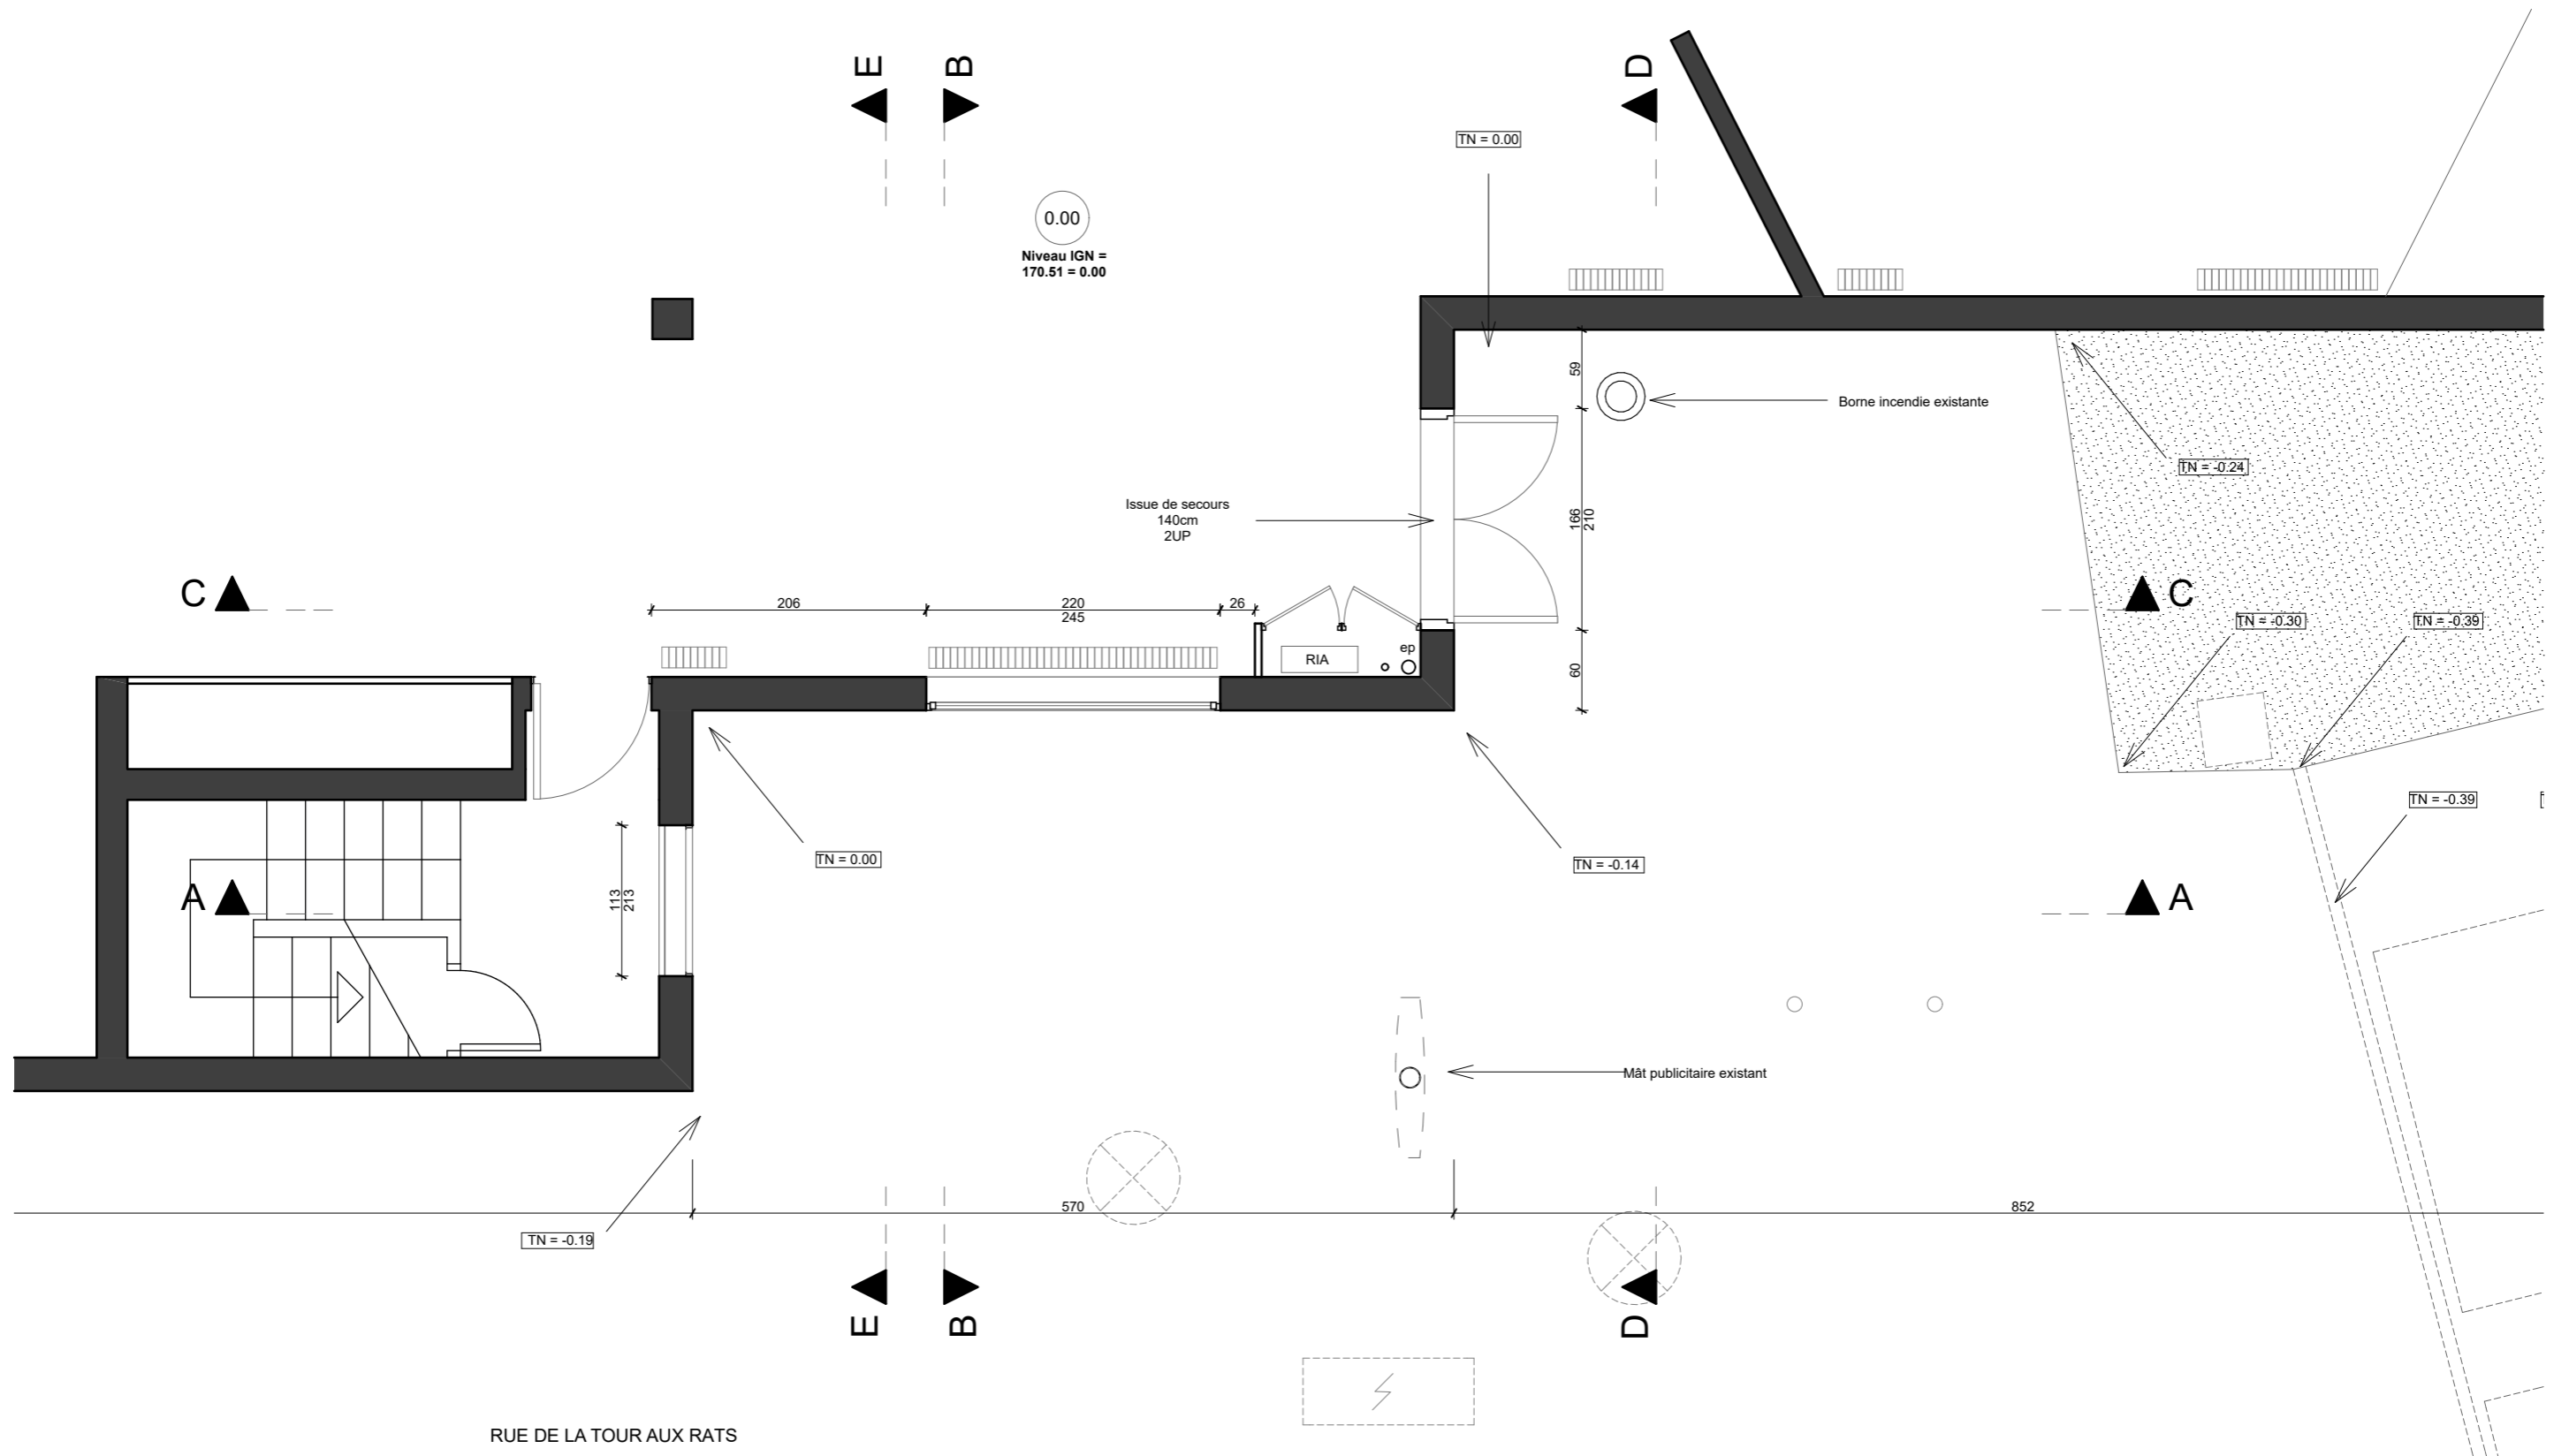 E
B
D
TN = 0.00
0.00
Niveau IGN =
170.51 = 0.00
59
Borne incendie existante
TN = -0.24
Issue de secours
140cm
2UP
166
210
C
206
220
245
26
C
TN = -0.30
TN = -0.39
RIA
ep
60
TN = -0.39
TN = 0.00
TN = -0.14
A
113
213
A
Mât publicitaire existant
570
852
TN = -0.19
E
B
D
RUE DE LA TOUR AUX RATS